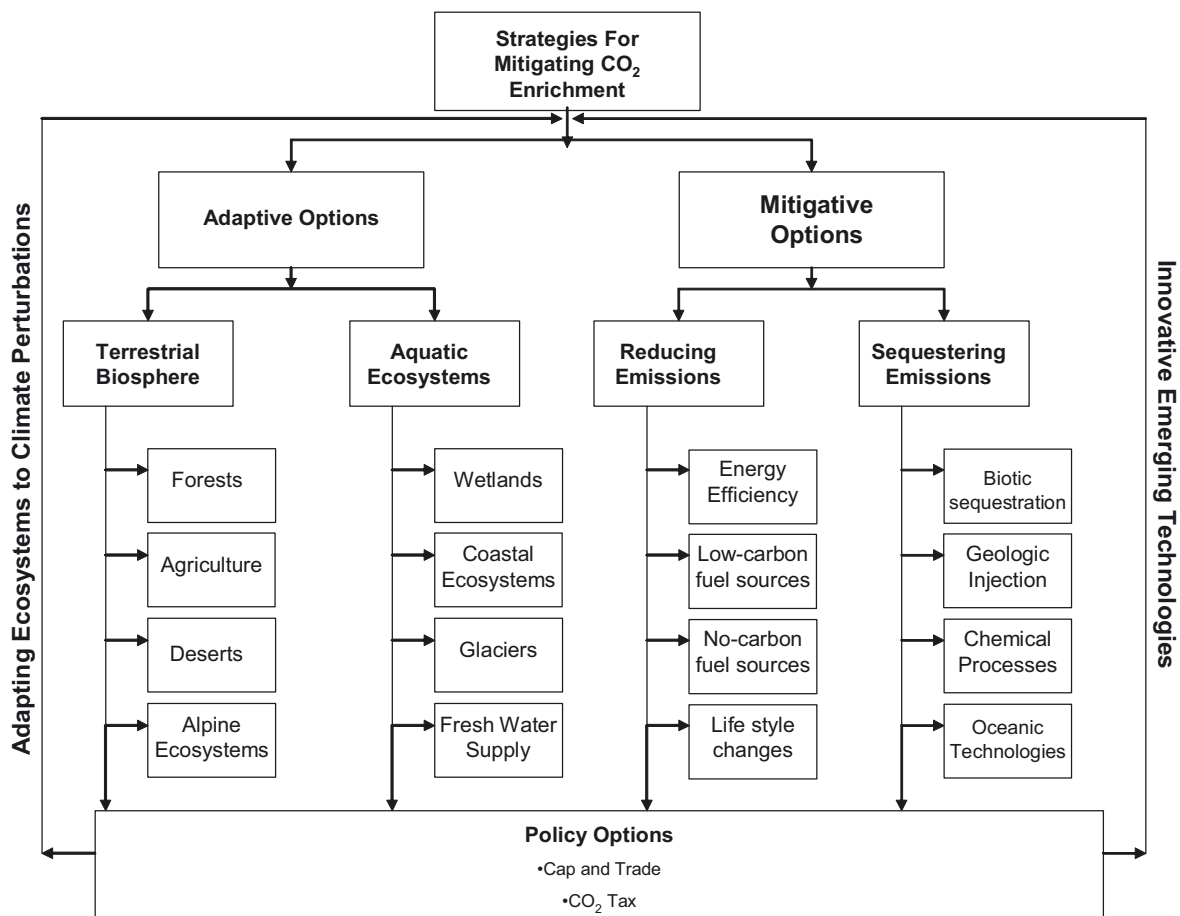 Strategies For
Mitigating CO₂
Enrichment
Adaptive Options
Mitigative
Options
Terrestrial
Biosphere
Aquatic
Ecosystems
Reducing
Emissions
Sequestering
Emissions
Forests
Agriculture
Deserts
Alpine
Ecosystems
Wetlands
Coastal
Ecosystems
Glaciers
Fresh Water
Supply
Energy
Efficiency
Low-carbon
fuel sources
No-carbon
fuel sources
Life style
changes
Biotic
sequestration
Geologic
Injection
Chemical
Processes
Oceanic
Technologies
Adapting Ecosystems to Climate Perturbations
Innovative Emerging Technologies
Policy Options
•Cap and Trade
•CO₂ Tax